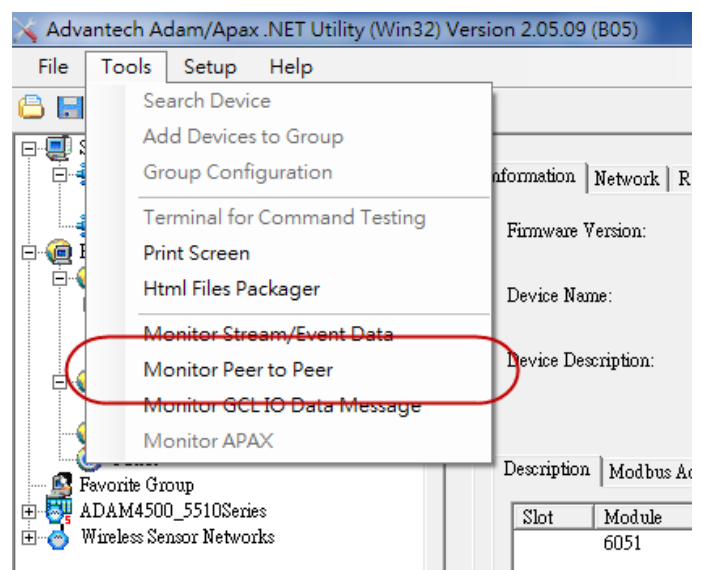 Advantech Adam/Apax .NET Utility (Win32) Version 2.05.09 (B05)
File Tools Setup Help
Search Device
Add Devices to Group
Group Configuration
Terminal for Command Testing
Print Screen
Html Files Packager
Monitor Stream/Event Data
Monitor Peer to Peer
Monitor GCL IO Data Message
Monitor APAX
Favorite Group
ADAM4500_5510Series
Wireless Sensor Networks
Network
Firmware Version:
Device Name:
Device Description:
Description Modbus
Slot Module
6051